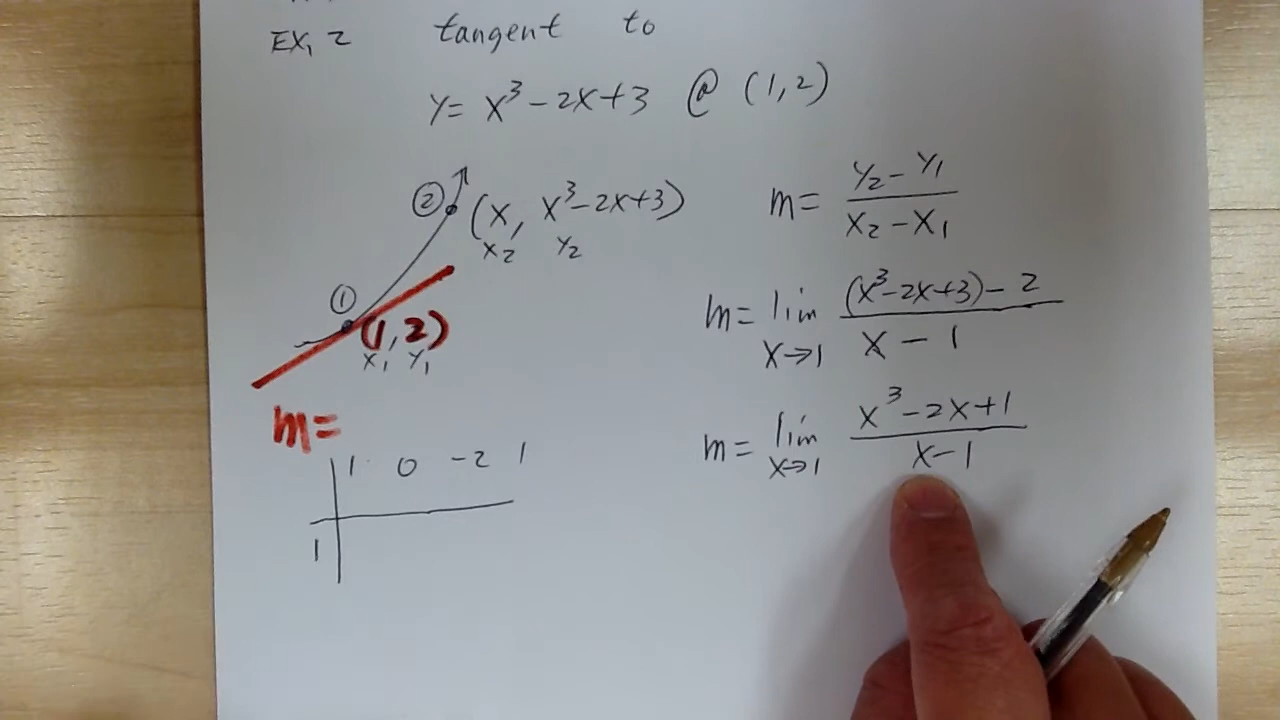 EX, 2 tangent to
y= x³-2x+3 @ (1,2)
② (x, x³-2x+3)
x₂ y₂
① (1,2)
x₁ y₁
m=
1 0 -2 1
1
m= y₂-y₁ / x₂-x₁
m= lim x→1 (x³-2x+3)-2 / x-1
m= lim x→1 x³-2x+1 / x-1